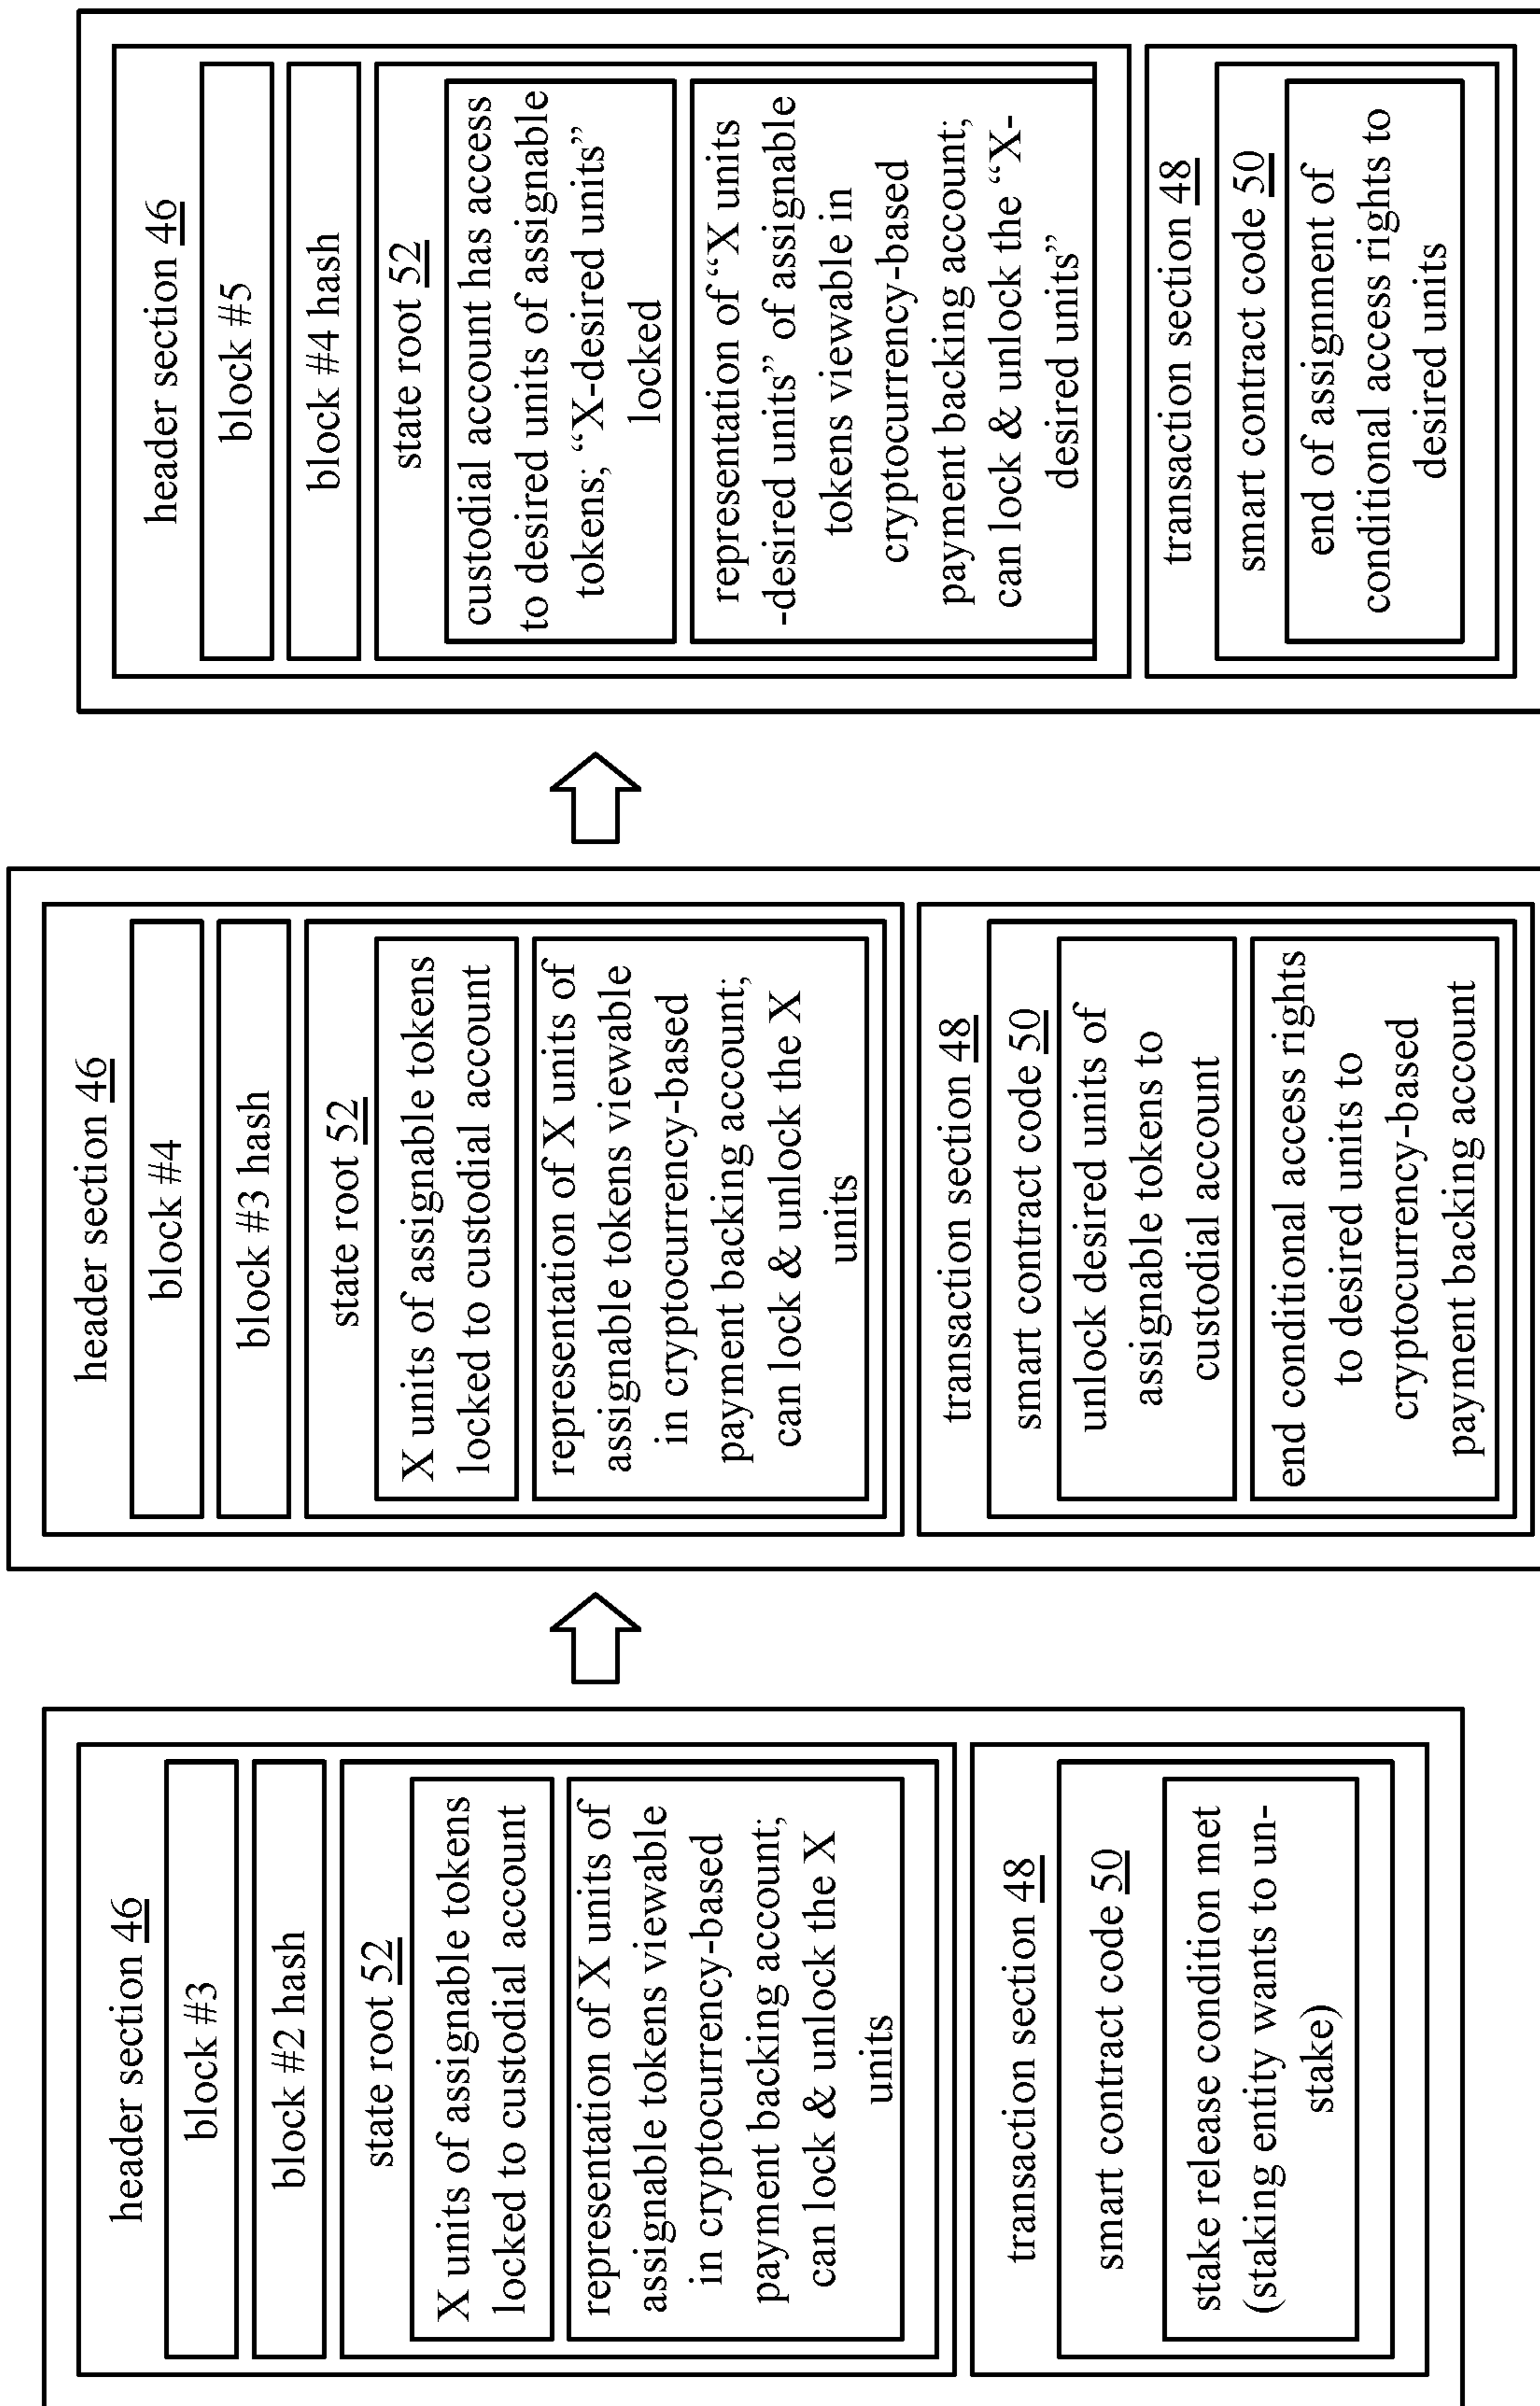 header section 46
block #3
block #2 hash
state root 52
X units of assignable tokens
locked to custodial account
representation of X units of
assignable tokens viewable
in cryptocurrency-based
payment backing account;
can lock & unlock the X
units
transaction section 48
smart contract code 50
stake release condition met
(staking entity wants to un-
stake)
header section 46
block #4
block #3 hash
state root 52
X units of assignable tokens
locked to custodial account
representation of X units of
assignable tokens viewable
in cryptocurrency-based
payment backing account;
can lock & unlock the X
units
transaction section 48
smart contract code 50
unlock desired units of
assignable tokens to
custodial account
end conditional access rights
to desired units to
cryptocurrency-based
payment backing account
header section 46
block #5
block #4 hash
state root 52
custodial account has access
to desired units of assignable
tokens; “X-desired units”
locked
representation of “X units
-desired units” of assignable
tokens viewable in
cryptocurrency-based
payment backing account;
can lock & unlock the “X-
desired units”
transaction section 48
smart contract code 50
end of assignment of
conditional access rights to
desired units